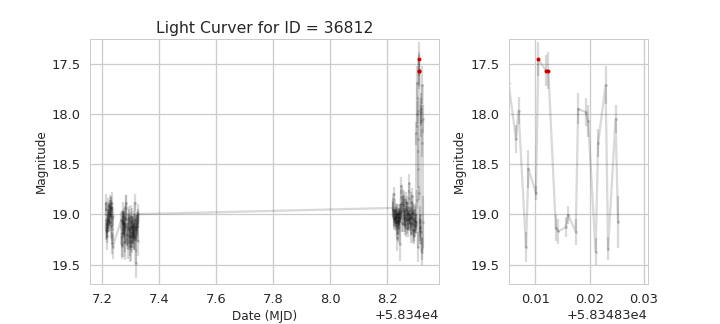 Light Curver for ID = 36812
17.5
18.0
18.5
19.0
19.5
Magnitude
7.2 7.4 7.6 7.8 8.0 8.2
Date (MJD)
+5.834e4
17.5
18.0
18.5
19.0
19.5
Magnitude
0.01 0.02 0.03
+5.83483e4